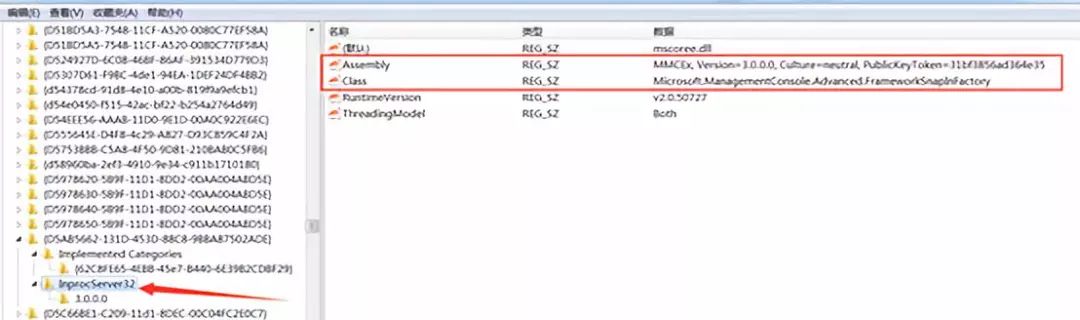 编辑(E) 查看(V) 收藏夹(A) 帮助(H)
{D518D5A3-7548-11CF-A520-0080C77EF58A}
{D518D5A5-7548-11CF-A520-0080C77EF58A}
{D524927D-6C08-468F-86AF-391534D779D3}
{D5307D61-F9BC-4de1-94EA-1DEF24DF4BB2}
{d54378cd-91d8-4e10-a00b-819f9a9efcb1}
{d54e0450-f515-42ac-bf22-b254a2764d49}
{D54EEE56-AAAB-11D0-9E1D-00A0C922E6EC}
{D555645E-D4F8-4c29-A827-D93C859C4F2A}
{D5753888-C5A8-4F50-9D81-210BAB0C5FB6}
{d58960ba-2ef3-4910-9e34-c911b1710180}
{D5978620-5B9F-11D1-8DD2-00AA004ABD5E}
{D5978630-5B9F-11D1-8DD2-00AA004ABD5E}
{D5978640-5B9F-11D1-8DD2-00AA004ABD5E}
{D5978650-5B9F-11D1-8DD2-00AA004ABD5E}
{D5AB5662-131D-453D-88C8-9BBA87502ADE}
Implemented Categories
{62C8FE65-4EBB-45e7-B440-6E39B2CDBF29}
InprocServer32
3.0.0.0
{D5C668E1-C209-11d1-8DEC-00C04FC2E0C7}
名称 类型 数据
(默认) REG_SZ mscoree.dll
Assembly REG_SZ MMCEx, Version=3.0.0.0, Culture=neutral, PublicKeyToken=31bf3856ad364e35
Class REG_SZ Microsoft.ManagementConsole.Advanced.FrameworkSnapInFactory
RuntimeVersion REG_SZ v2.0.50727
ThreadingModel REG_SZ Both